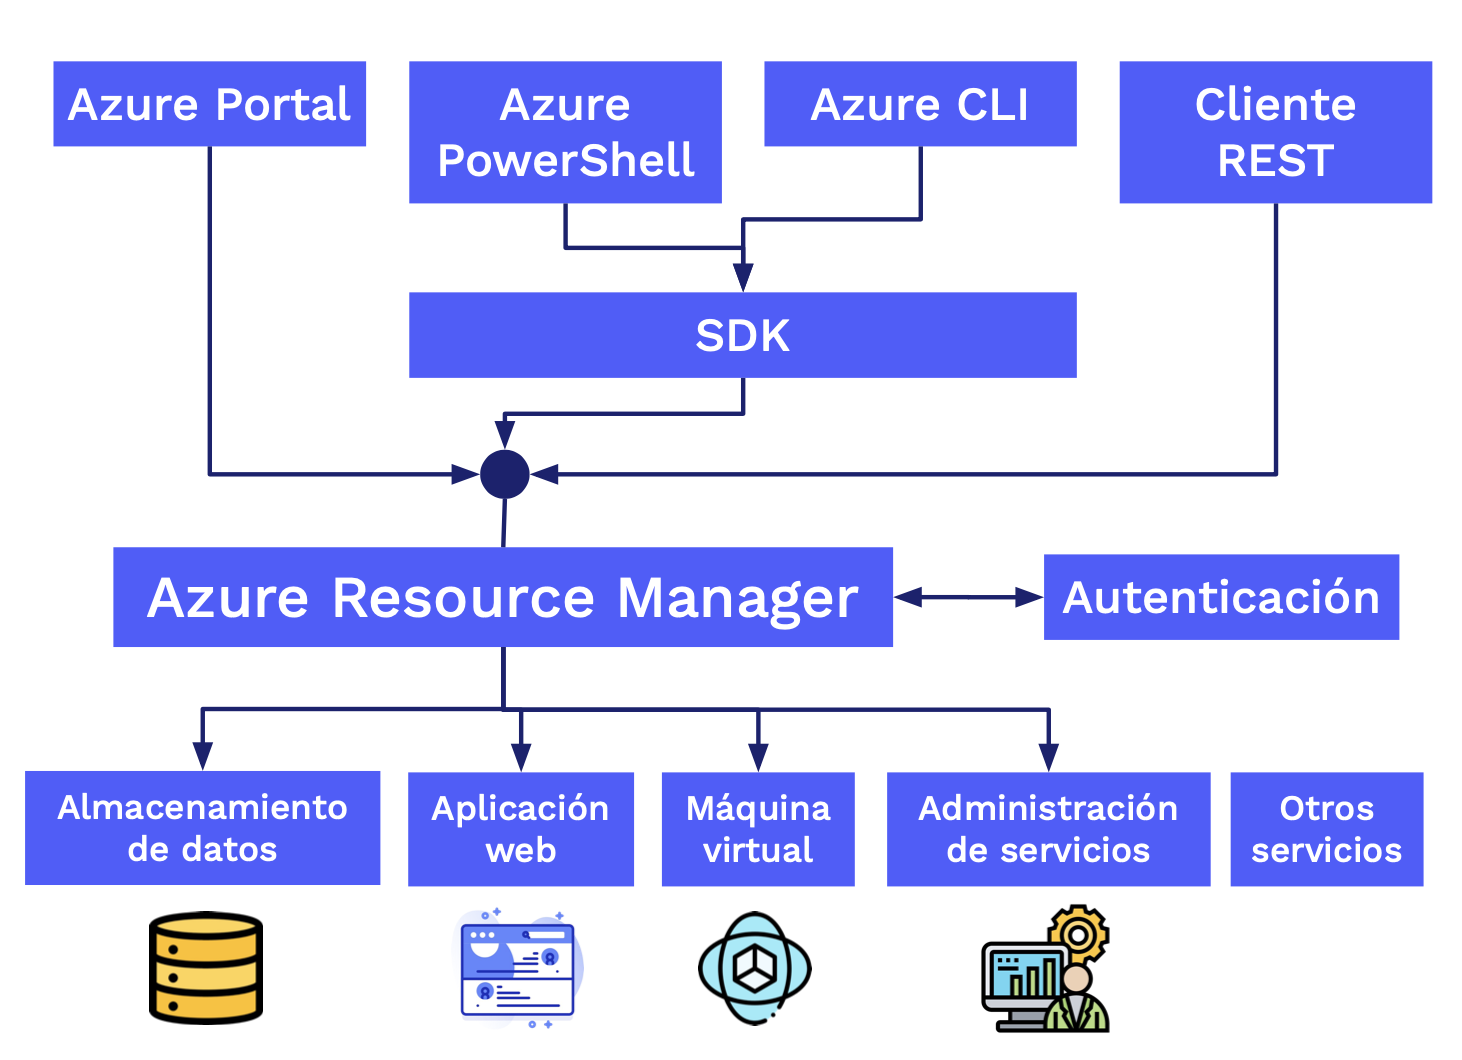 Azure Portal
Azure
PowerShell
Azure CLI
Cliente
REST
SDK
Azure Resource Manager
Autenticación
Almacenamiento
de datos
Aplicación
web
Máquina
virtual
Administración
de servicios
Otros
servicios